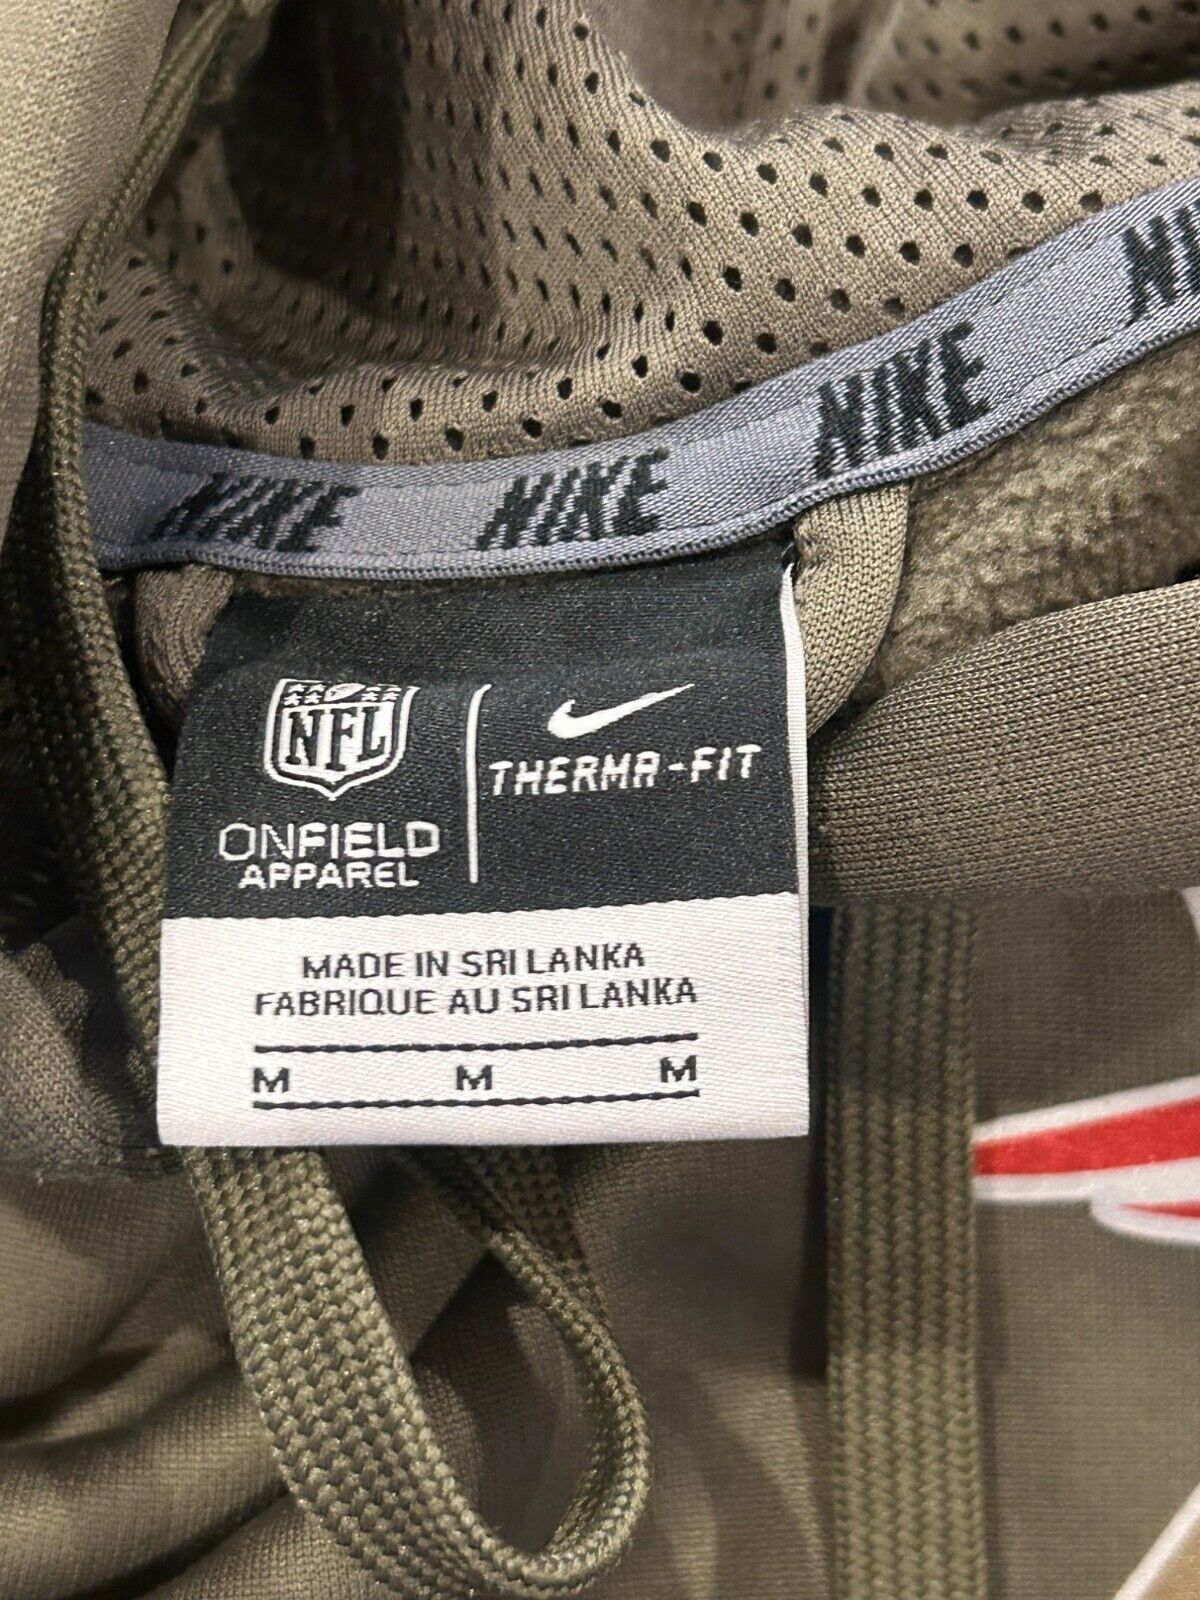 NIKE
NIKE
NIKE
NFL
ONFIELD
APPAREL
THERMA-FIT
MADE IN SRI LANKA
FABRIQUE AU SRI LANKA
M M M